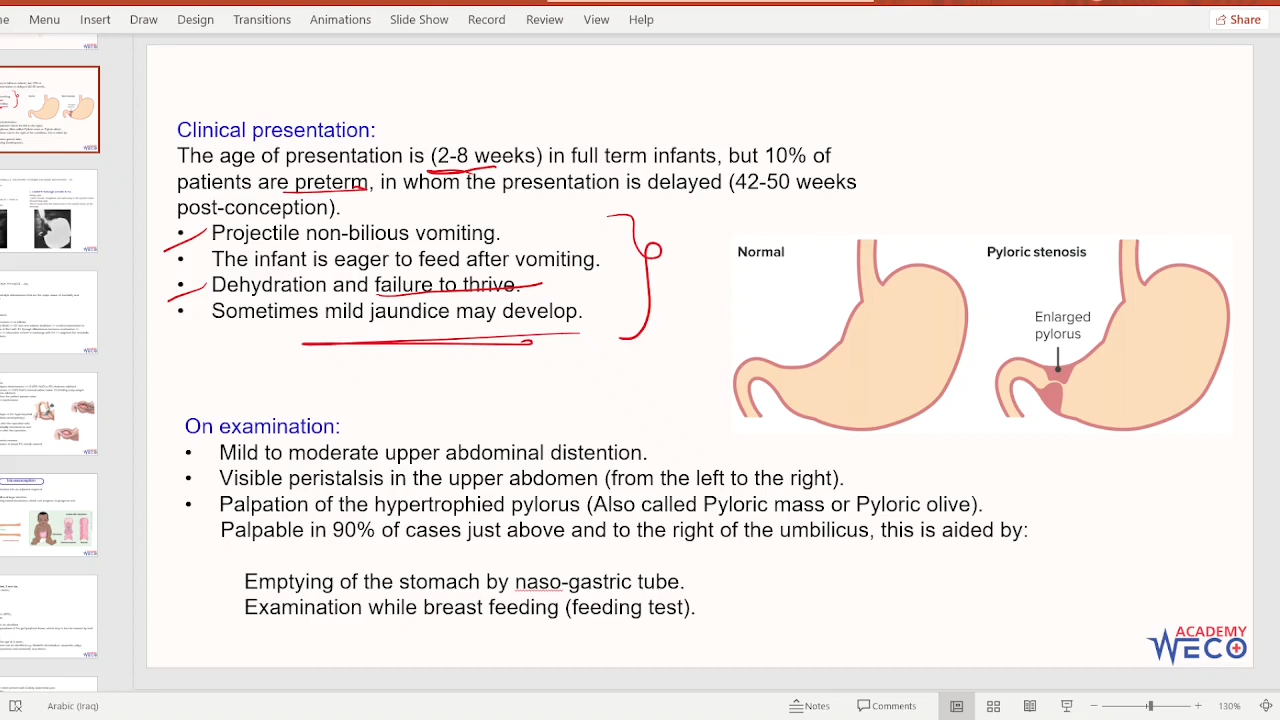 Menu Insert Draw Design Transitions Animations Slide Show Record Review View Help Share
Clinical presentation:
The age of presentation is (2-8 weeks) in full term infants, but 10% of
patients are preterm, in whom the presentation is delayed (42-50 weeks
post-conception).
• Projectile non-bilious vomiting.
• The infant is eager to feed after vomiting.
• Dehydration and failure to thrive.
• Sometimes mild jaundice may develop.
Normal
Pyloric stenosis
Enlarged
pylorus
On examination:
• Mild to moderate upper abdominal distention.
• Visible peristalsis in the upper abdomen (from the left to the right).
• Palpation of the hypertrophied pylorus (Also called Pyloric mass or Pyloric olive).
Palpable in 90% of cases just above and to the right of the umbilicus, this is aided by:
Emptying of the stomach by naso-gastric tube.
Examination while breast feeding (feeding test).
ACADEMY
WECO
Arabic (Iraq) Notes Comments 130%